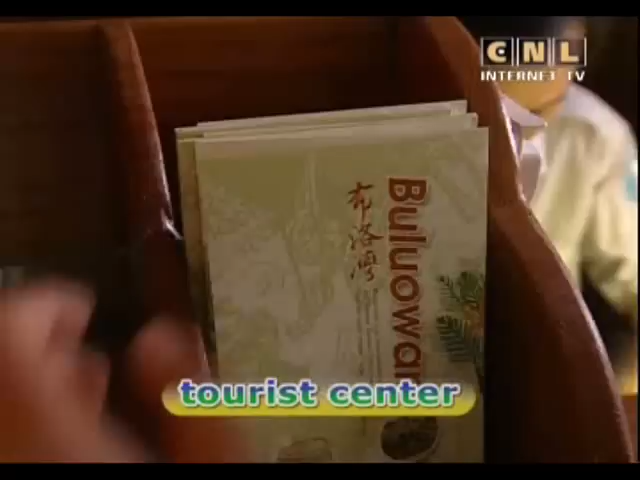 CNL
INTERNET TV
布洛灣
Buluowan
tourist center